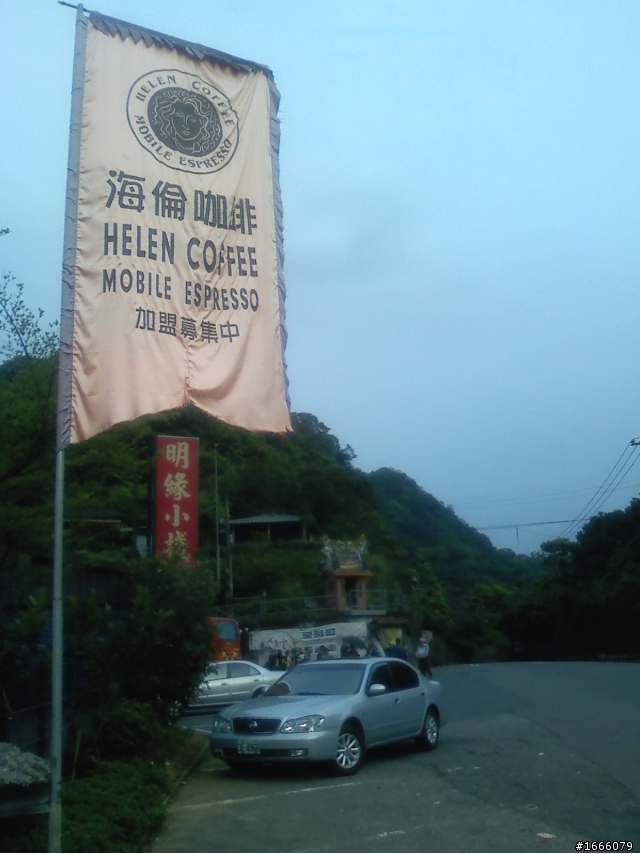 HELEN COFFEE
MOBILE ESPRESSO
海倫咖啡
HELEN COFFEE
MOBILE ESPRESSO
加盟募集中
明緣小
#1666079